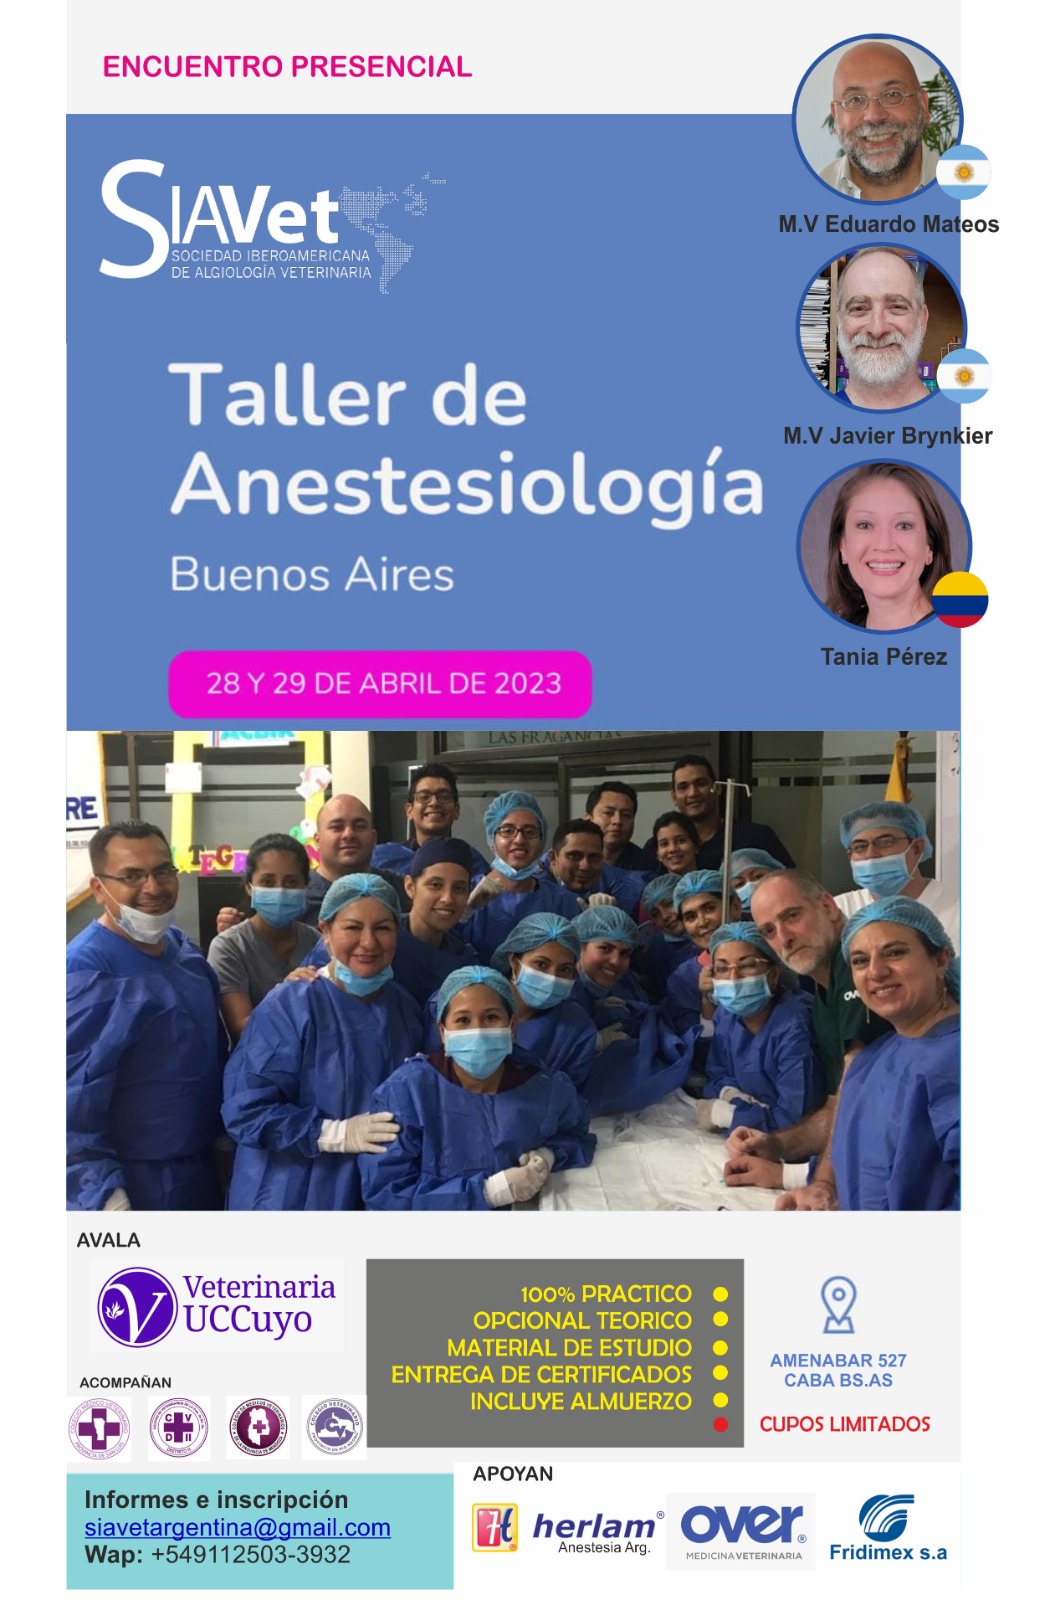 ENCUENTRO PRESENCIAL
SIAVet
SOCIEDAD IBEROAMERICANA
DE ALGIOLOGÍA VETERINARIA
M.V Eduardo Mateos
M.V Javier Brynkier
Tania Pérez
Taller de
Anestesiología
Buenos Aires
28 Y 29 DE ABRIL DE 2023
LAS FRAGANCIAS
RE
AVALA
Veterinaria
UCCuyo
ACOMPAÑAN
100% PRACTICO
OPCIONAL TEORICO
MATERIAL DE ESTUDIO
ENTREGA DE CERTIFICADOS
INCLUYE ALMUERZO
AMENABAR 527
CABA BS.AS
CUPOS LIMITADOS
Informes e inscripción
siavetargentina@gmail.com
Wap: +549112503-3932
APOYAN
herlam®
Anestesia Arg.
over®
MEDICINA VETERINARIA
Fridimex s.a